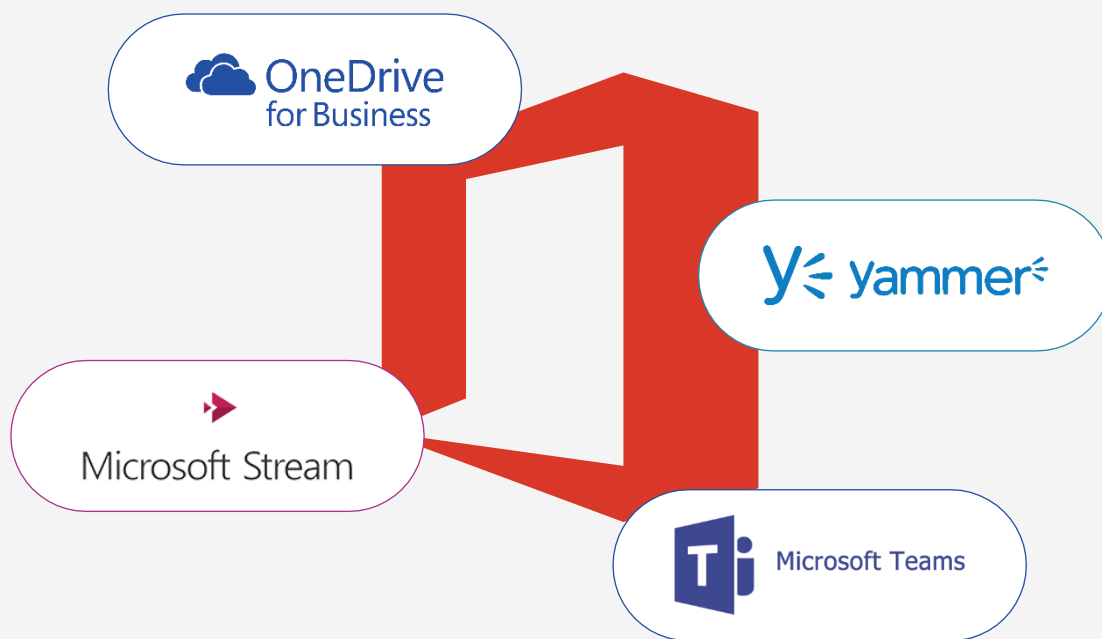 OneDrive
for Business
y yammer
Microsoft Stream
T Microsoft Teams